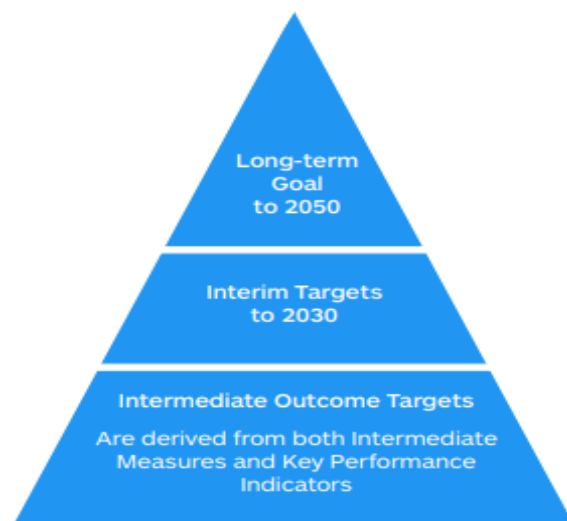 Long-term
Goal
to 2050
Interim Targets
to 2030
Intermediate Outcome Targets
Are derived from both Intermediate
Measures and Key Performance
Indicators